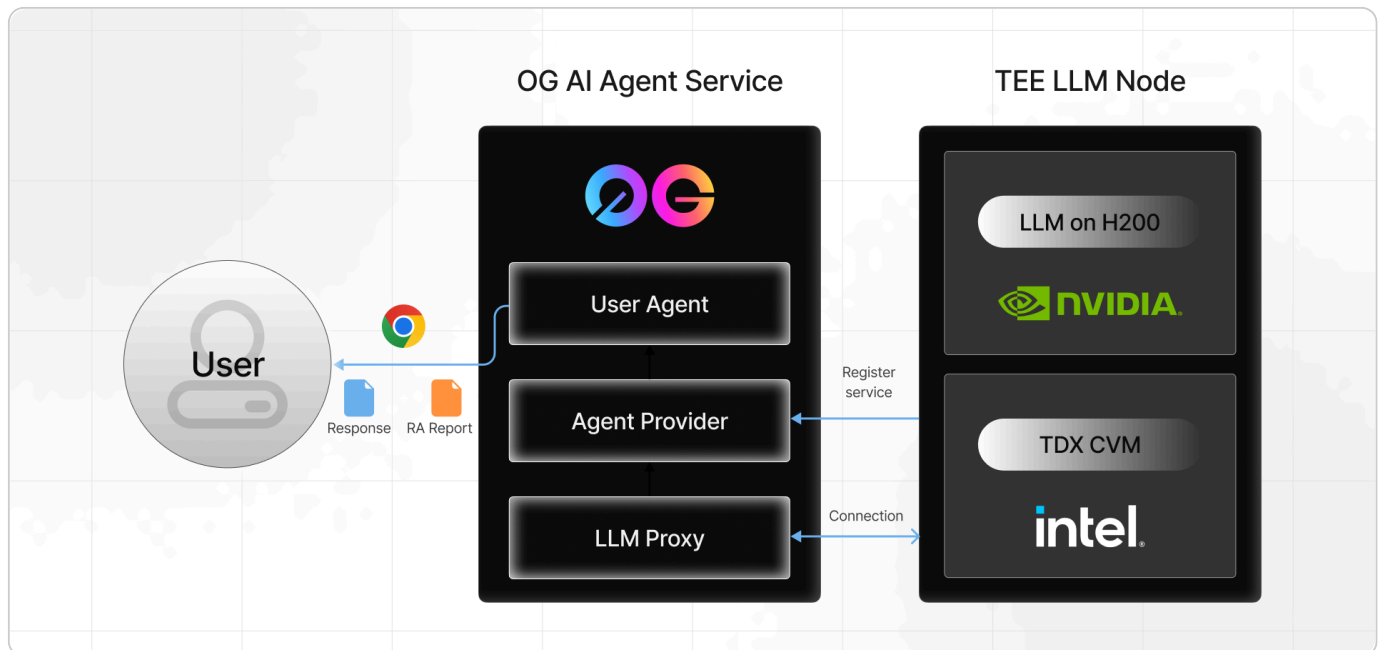 OG AI Agent Service
TEE LLM Node
0G
LLM on H200
User Agent
NVIDIA.
User
Register
service
Agent Provider
Response
RA Report
TDX CVM
Connection
LLM Proxy
intel.